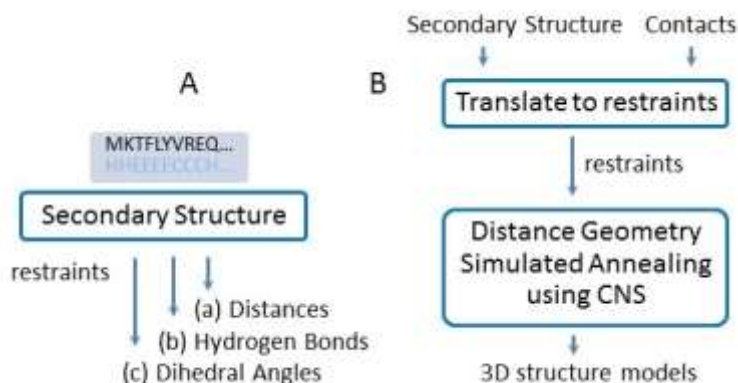 A
MKTFLYVREQ...
Secondary Structure
restraints
(a) Distances
(b) Hydrogen Bonds
(c) Dihedral Angles
B
Secondary Structure Contacts
Translate to restraints
restraints
Distance Geometry
Simulated Annealing
using CNS
3D structure models